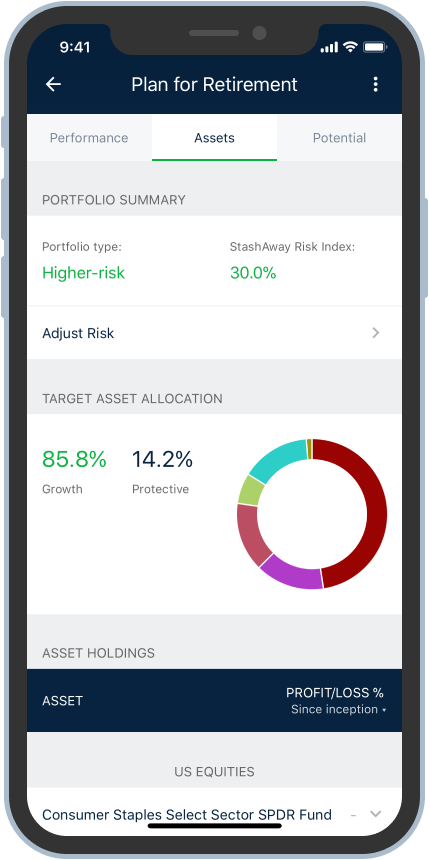 9:41
Plan for Retirement
Performance Assets Potential
PORTFOLIO SUMMARY
Portfolio type: StashAway Risk Index:
Higher-risk 30.0%
Adjust Risk
TARGET ASSET ALLOCATION
85.8% 14.2%
Growth Protective
ASSET HOLDINGS
PROFIT/LOSS %
ASSET
Since inception
US EQUITIES
Consumer Staples Select Sector SPDR Fund -